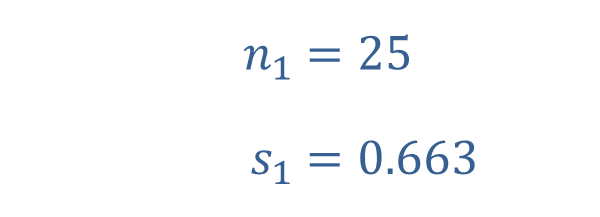 n₁ = 25
s₁ = 0.663